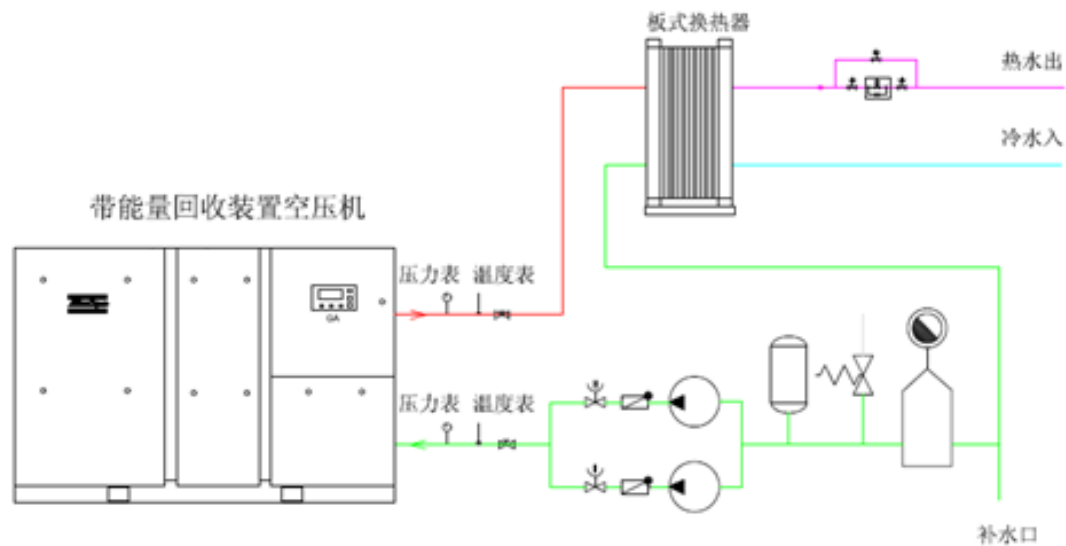 板式换热器
热水出
冷水入
带能量回收装置空压机
压力表 温度表
GA
压力表 温度表
补水口